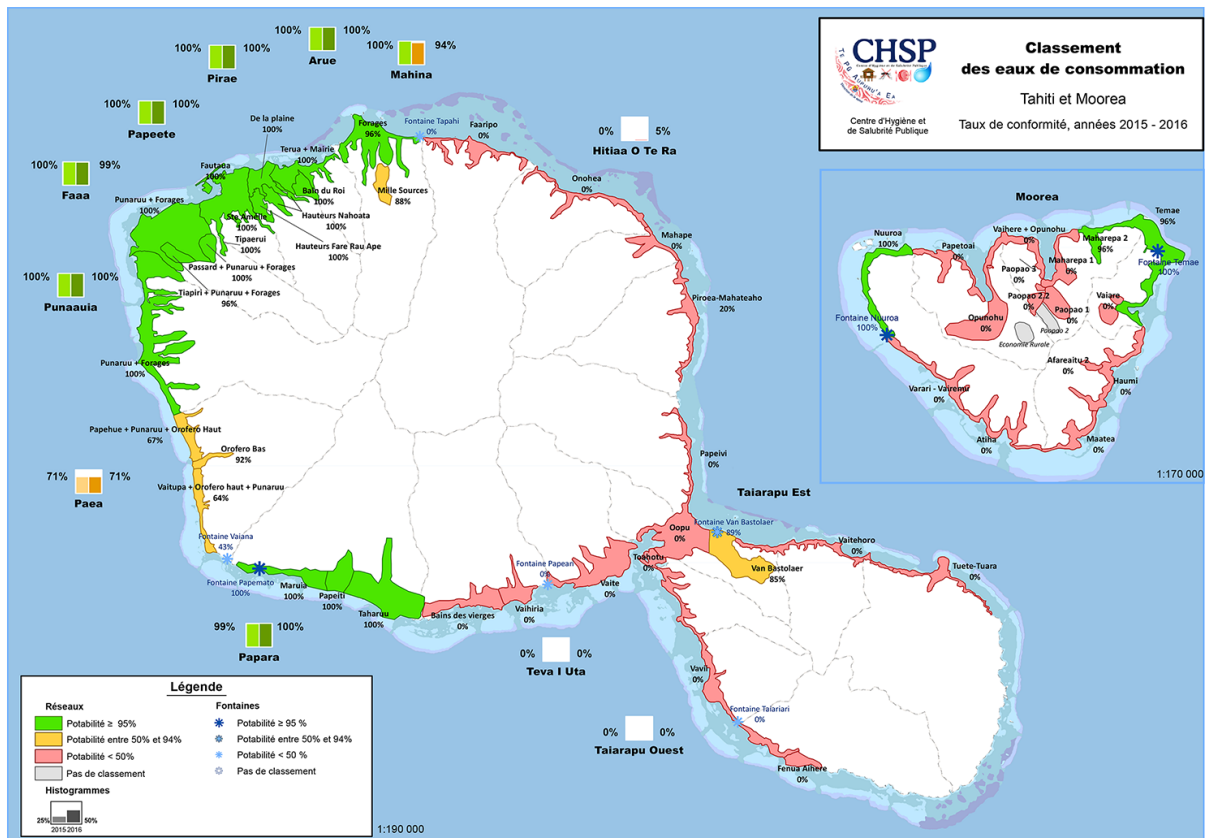 CHSP
Centre d'Hygiène et de Salubrité Publique
Centre d'Hygiène et
de Salubrité Publique
Classement
des eaux de consommation
Tahiti et Moorea
Taux de conformité, années 2015 - 2016
100% 100%
Arue
100% 100%
Pirae
100% 94%
Mahina
100% 100%
Papeete
100% 99%
Faaa
100% 100%
Punaauia
71% 71%
Paea
99% 100%
Papara
0% 0%
Teva I Uta
0% 0%
Taiarapu Ouest
0% 5%
Hitiaa O Te Ra
Taiarapu Est
De la plaine
100%
Forages
96%
Fontaine Tapahi
0%
Faaripo
0%
Terua + Mairie
100%
Fautaua
100%
Bain du Roi
100%
Mille Sources
88%
Onohea
0%
Punaruu + Forages
100%
Ste Amélie
100%
Hauteurs Nahoata
100%
Tipaerui
100%
Hauteurs Fare Rau Ape
100%
Mahape
0%
Passard + Punaruu + Forages
100%
Tiapiri + Punaruu + Forages
96%
Piroea-Mahateaho
20%
Punaruu + Forages
100%
Papehue + Punaruu + Orofero Haut
67%
Orofero Bas
92%
Papeivi
0%
Vaitupa + Orofero haut + Punaruu
64%
Fontaine Vaiana
43%
Fontaine Papemato
100%
Maruia
100%
Papeiti
100%
Taharuu
100%
Bains des vierges
0%
Vaihiria
0%
Fontaine Papean
0%
Vaite
0%
Toahotu
0%
Oopu
0%
Fontaine Van Bastolaer
89%
Van Bastolaer
85%
Vaitehoro
0%
Tuete-Tuara
0%
Vavii
0%
Fontaine Taiariari
0%
Fenua Aihere
0%
Moorea
Nuuroa
100%
Papetoai
0%
Vaihere + Opunohu
0%
Maharepa 2
96%
Temae
96%
Fontaine Temae
100%
Paopao 3
0%
Maharepa 1
0%
Paopao 2.2
0%
Paopao 1
0%
Vaiare
0%
Opunohu
0%
Paopao 2
Economie Rurale
Fontaine Nuuroa
100%
Afareaitu 2
0%
Haumi
0%
Varari - Vairemu
0%
Atiha
0%
Maatea
0%
1:170 000
Légende
Réseaux
Potabilité ≥ 95%
Potabilité entre 50% et 94%
Potabilité < 50%
Pas de classement
Fontaines
Potabilité ≥ 95 %
Potabilité entre 50% et 94%
Potabilité < 50 %
Pas de classement
Histogrammes
25% 50%
2015 2016
1:190 000